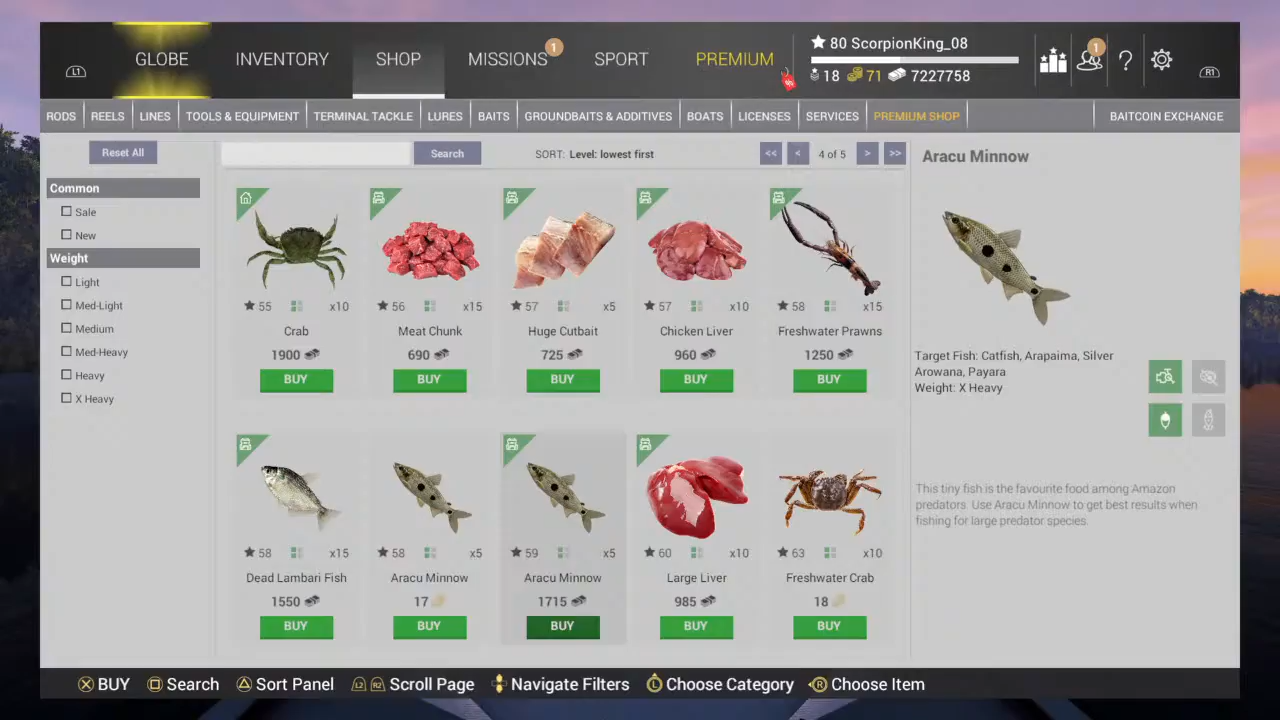 L1
GLOBE
INVENTORY
SHOP
MISSIONS
1
SPORT
PREMIUM
80 ScorpionKing_08
18 71 7227758
1
?
R1
RODS
REELS
LINES
TOOLS & EQUIPMENT
TERMINAL TACKLE
LURES
BAITS
GROUNDBAITS & ADDITIVES
BOATS
LICENSES
SERVICES
PREMIUM SHOP
BAITCOIN EXCHANGE
Reset All
Search
SORT: Level: lowest first
<<
<
4 of 5
>
>>
Common
Sale
New
Weight
Light
Med-Light
Medium
Med-Heavy
Heavy
X Heavy
55 x10
Crab
1900
BUY
56 x15
Meat Chunk
690
BUY
57 x5
Huge Cutbait
725
BUY
57 x10
Chicken Liver
960
BUY
58 x15
Freshwater Prawns
1250
BUY
58 x15
Dead Lambari Fish
1550
BUY
58 x5
Aracu Minnow
17
BUY
59 x5
Aracu Minnow
1715
BUY
60 x10
Large Liver
985
BUY
63 x10
Freshwater Crab
18
BUY
Aracu Minnow
Target Fish: Catfish, Arapaima, Silver
Arowana, Payara
Weight: X Heavy
This tiny fish is the favourite food among Amazon
predators. Use Aracu Minnow to get best results when
fishing for large predator species.
BUY
Search
Sort Panel
L2 R2 Scroll Page
Navigate Filters
L Choose Category
R Choose Item